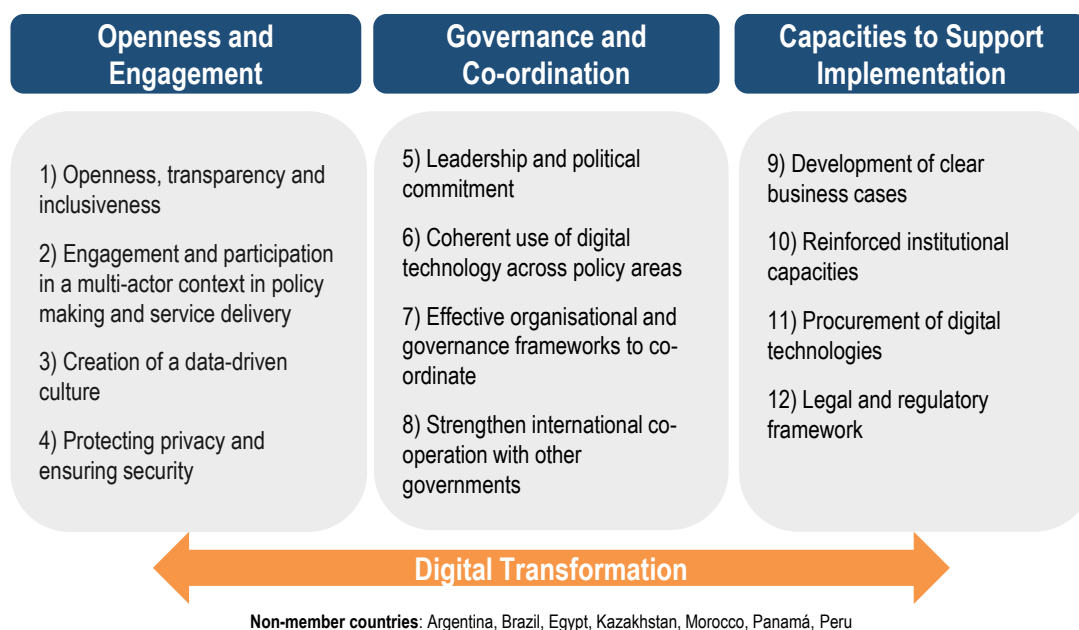 Openness and
Engagement
Governance and
Co-ordination
Capacities to Support
Implementation
1) Openness, transparency and
inclusiveness
2) Engagement and participation
in a multi-actor context in policy
making and service delivery
3) Creation of a data-driven
culture
4) Protecting privacy and
ensuring security
5) Leadership and political
commitment
6) Coherent use of digital
technology across policy areas
7) Effective organisational and
governance frameworks to co-
ordinate
8) Strengthen international co-
operation with other
governments
9) Development of clear
business cases
10) Reinforced institutional
capacities
11) Procurement of digital
technologies
12) Legal and regulatory
framework
Digital Transformation
Non-member countries: Argentina, Brazil, Egypt, Kazakhstan, Morocco, Panamá, Peru